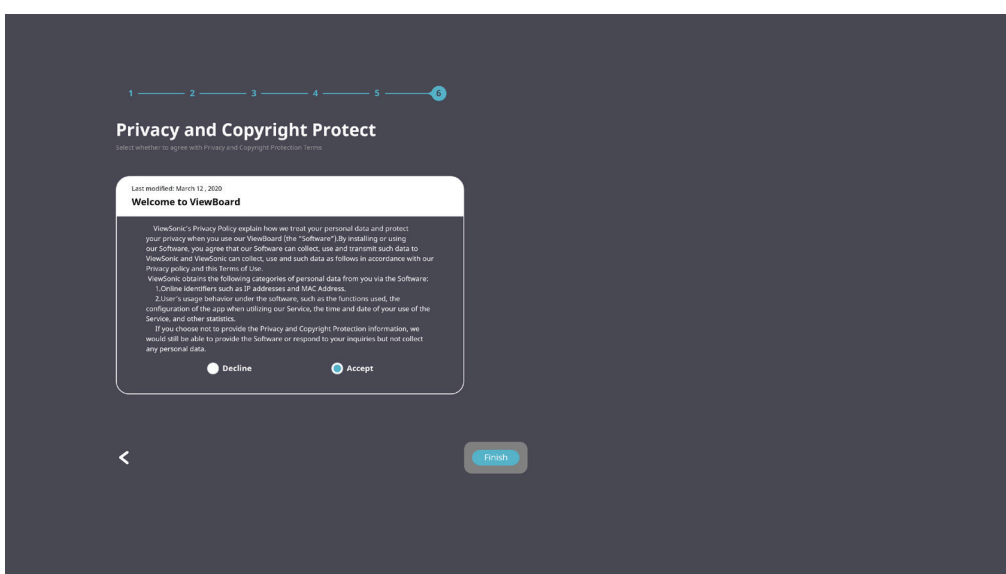 1 2 3 4 5 6
Privacy and Copyright Protect
Select whether to agree with Privacy and Copyright Protection Terms
Last modified: March 12 , 2020
Welcome to ViewBoard
ViewSonic's Privacy Policy explain how we treat your personal data and protect
your privacy when you use our ViewBoard (the "Software").By installing or using
our Software, you agree that our Software can collect, use and transmit such data to
ViewSonic and ViewSonic can collect, use and such data as follows in accordance with our
Privacy policy and this Terms of Use.
ViewSonic obtains the following categories of personal data from you via the Software:
1.Online identifiers such as IP addresses and MAC Address.
2.User's usage behavior under the software, such as the functions used, the
configuration of the app when utilizing our Service, the time and date of your use of the
Service, and other statistics.
If you choose not to provide the Privacy and Copyright Protection information, we
would still be able to provide the Software or respond to your inquiries but not collect
any personal data.
Decline Accept
Finish